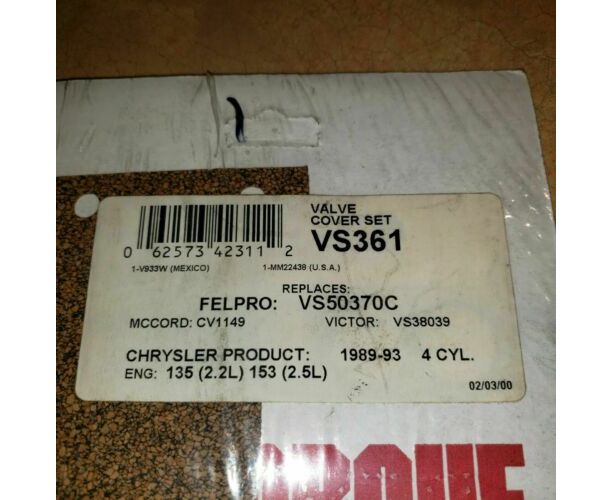 VALVE
COVER SET
VS361
0 62573 42311 2
1-V933W (MEXICO) 1-MM22438 (U.S.A.)
REPLACES:
FELPRO: VS50370C
MCCORD: CV1149 VICTOR: VS38039
CHRYSLER PRODUCT: 1989-93 4 CYL.
ENG: 135 (2.2L) 153 (2.5L)
02/03/00